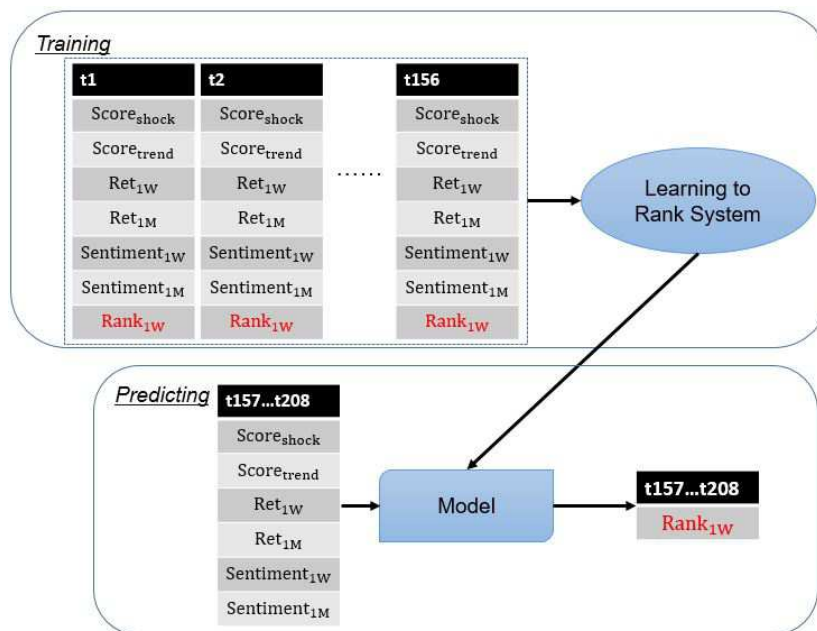 Training
t1
Score_shock
Score_trend
Ret_1W
Ret_1M
Sentiment_1W
Sentiment_1M
Rank_1W
t2
Score_shock
Score_trend
Ret_1W
Ret_1M
Sentiment_1W
Sentiment_1M
Rank_1W
......
t156
Score_shock
Score_trend
Ret_1W
Ret_1M
Sentiment_1W
Sentiment_1M
Rank_1W
Learning to
Rank System
Predicting
t157...t208
Score_shock
Score_trend
Ret_1W
Ret_1M
Sentiment_1W
Sentiment_1M
Model
t157...t208
Rank_1W